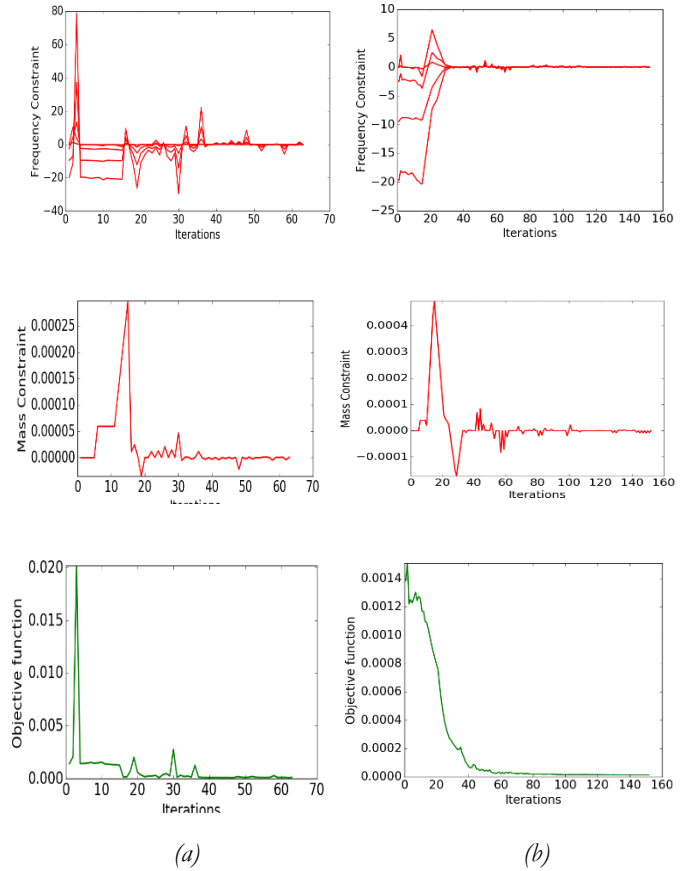 80
60
40
20
0
−20
−40
Frequency Constraint
0 10 20 30 40 50 60 70
Iterations
10
5
0
−5
−10
−15
−20
−25
Frequency Constraint
0 20 40 60 80 100 120 140 160
Iterations
0.00025
0.00020
0.00015
0.00010
0.00005
0.00000
Mass Constraint
0 10 20 30 40 50 60 70
Iterations
0.0004
0.0003
0.0002
0.0001
0.0000
−0.0001
Mass Constraint
0 20 40 60 80 100 120 140 160
Iterations
0.020
0.015
0.010
0.005
0.000
Objective function
0 10 20 30 40 50 60 70
Iterations
0.0014
0.0012
0.0010
0.0008
0.0006
0.0004
0.0002
0.0000
Objective function
0 20 40 60 80 100 120 140 160
Iterations
(a)
(b)